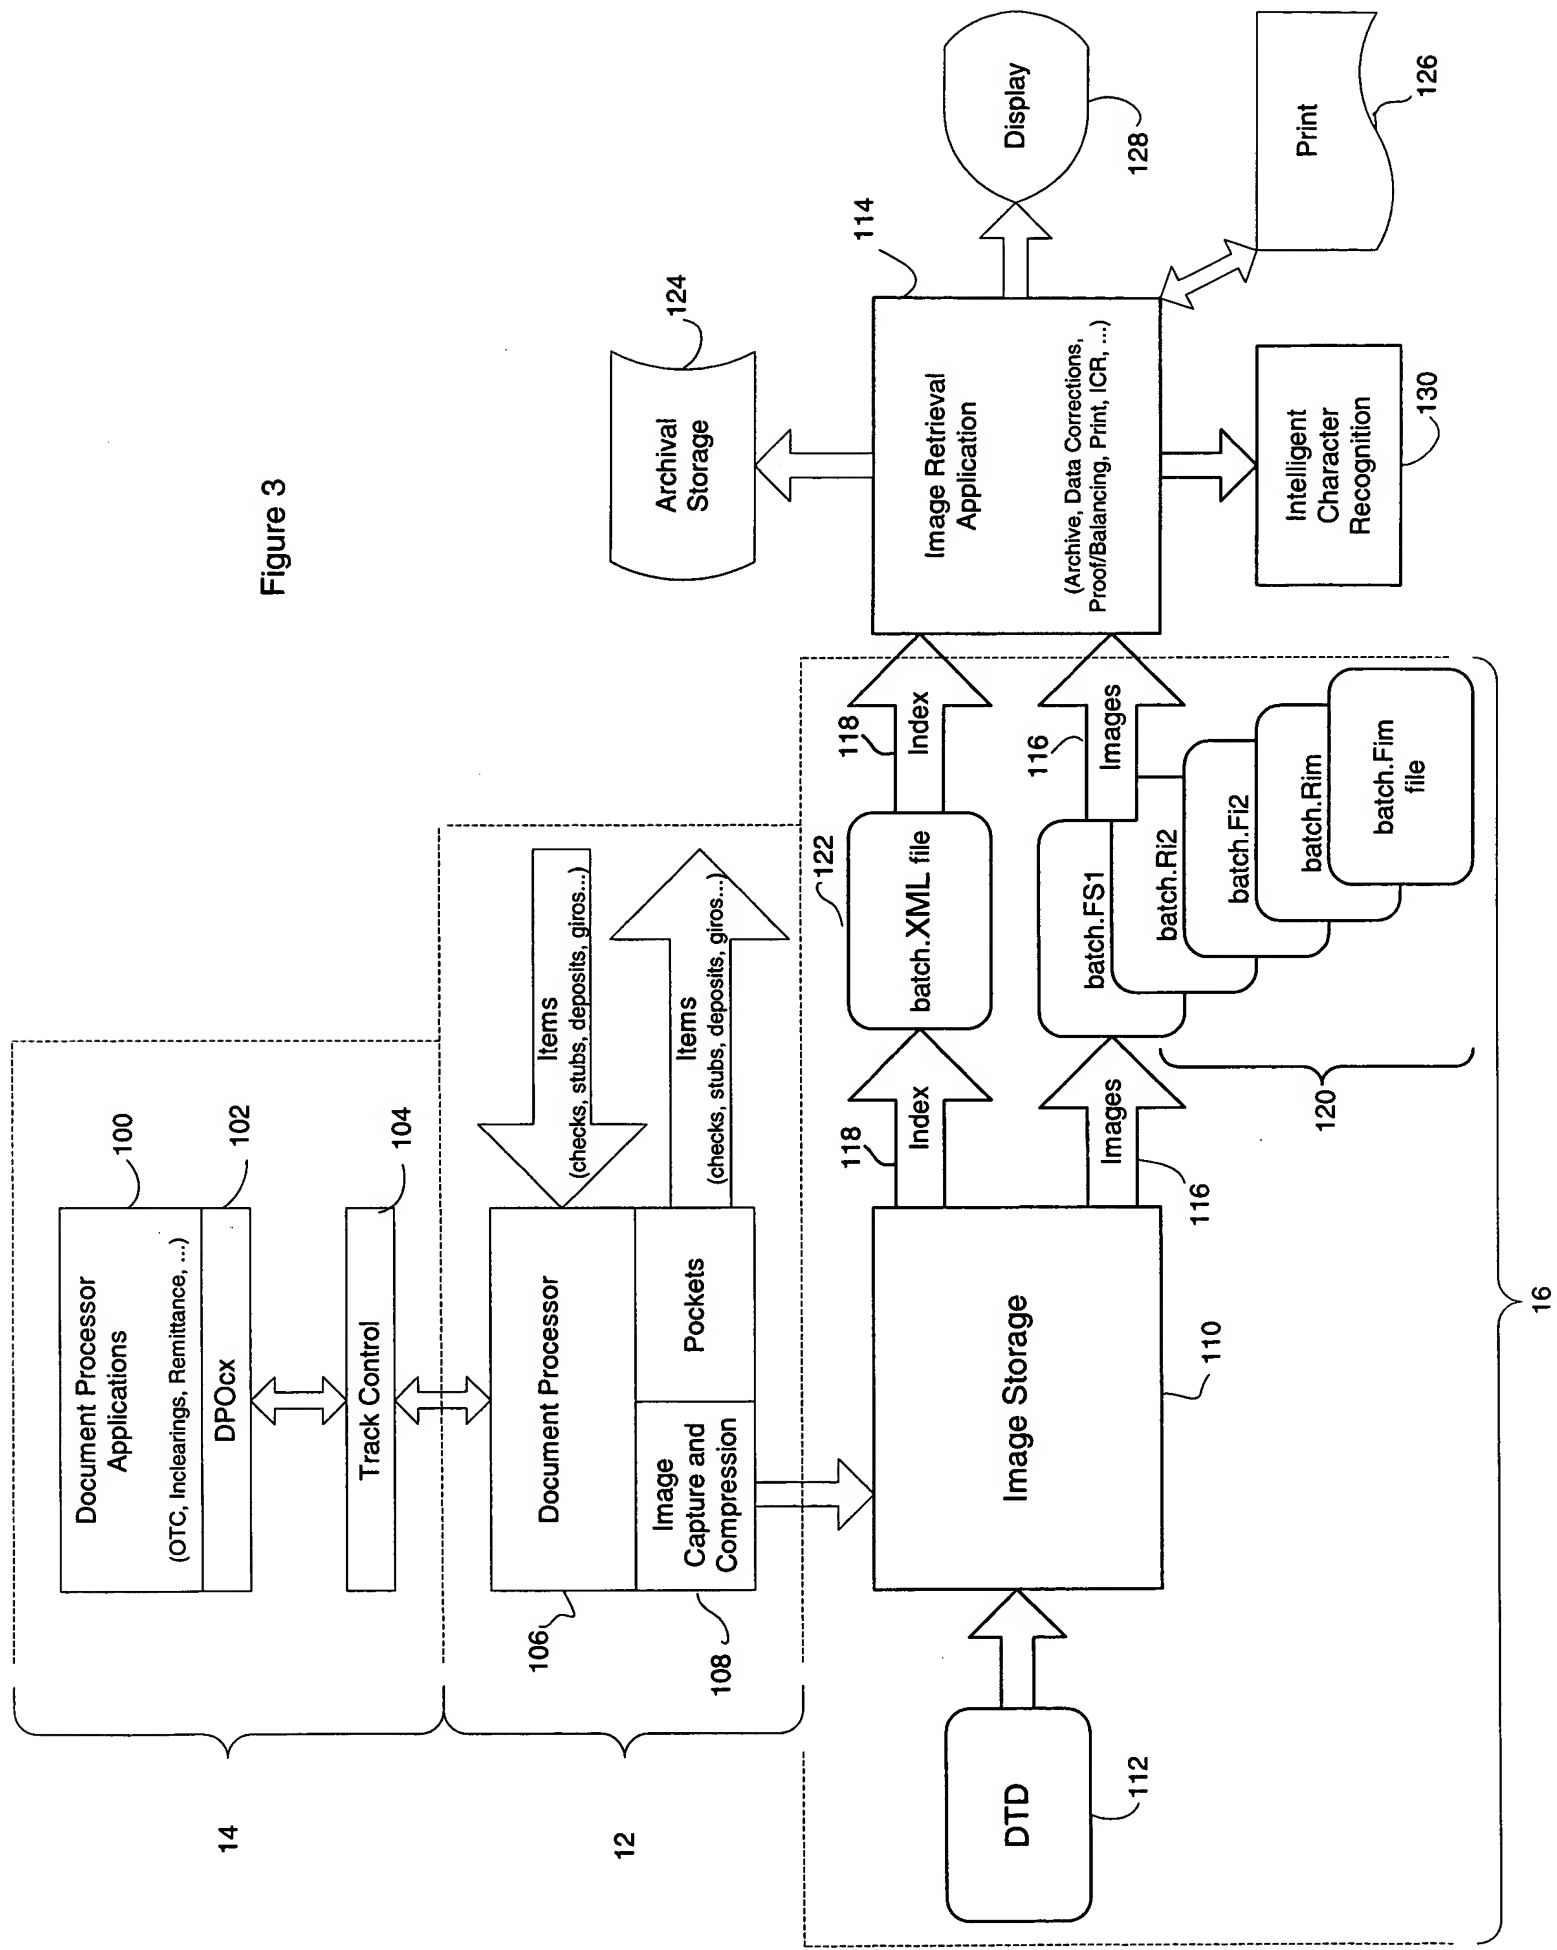 Figure 3
Document Processor
Applications
(OTC, Inclearings, Remittance, ...)
100
DPOcx
102
Track Control
104
14
Document Processor
106
Image
Capture and
Compression
108
Pockets
Items
(checks, stubs, deposits, giros...)
Items
(checks, stubs, deposits, giros...)
12
DTD
112
Image Storage
110
118
Index
Images
116
122
batch.XML file
batch.FS1
batch.Ri2
batch.Fi2
batch.Rim
batch.Fim
file
120
118
Index
116
Images
16
Image Retrieval
Application
(Archive, Data Corrections,
Proof/Balancing, Print, ICR, ...)
114
Archival
Storage
124
Display
128
Print
126
Intelligent
Character
Recognition
130